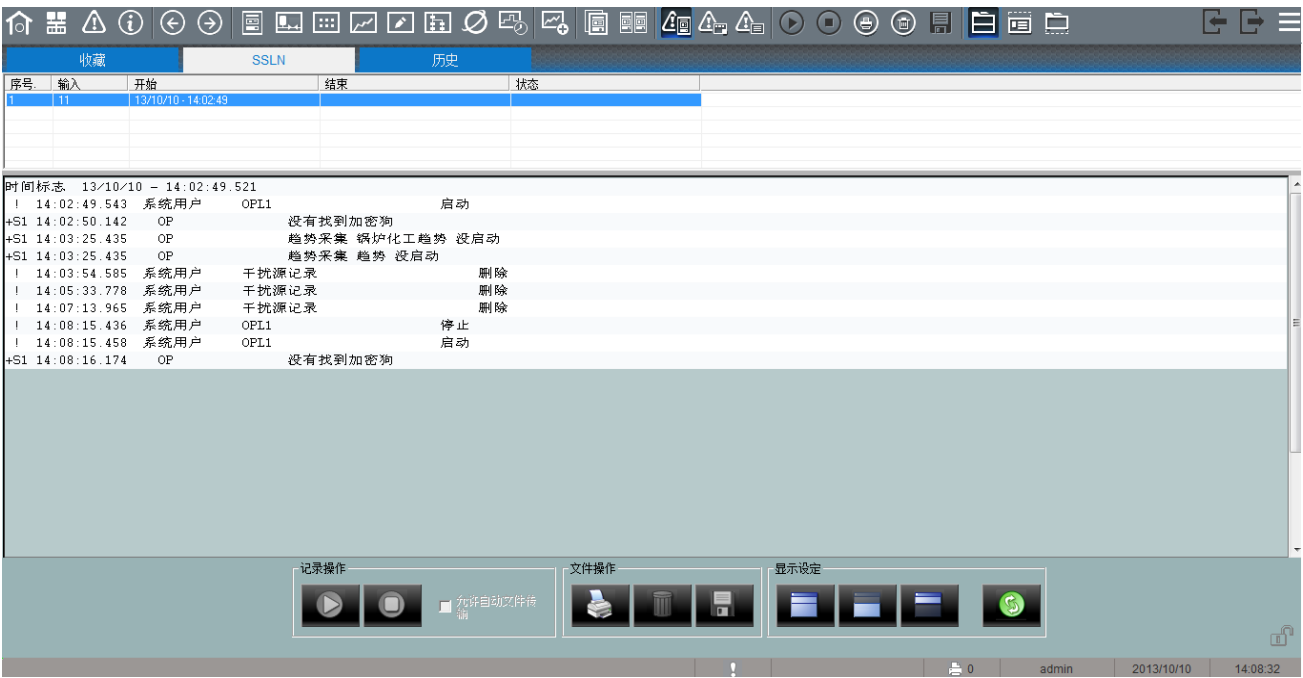 收藏 SSLN 历史
序号. 输入 开始 结束 状态
1 11 13/10/10 - 14:02:49
时间标志 13/10/10 - 14:02:49.521
! 14:02:49.543 系统用户 OPL1 启动
+S1 14:02:50.142 OP 没有找到加密狗
+S1 14:03:25.435 OP 趋势采集 锅炉化工趋势 没启动
+S1 14:03:25.435 OP 趋势采集 趋势 没启动
! 14:03:54.585 系统用户 干扰源记录 删除
! 14:05:33.778 系统用户 干扰源记录 删除
! 14:07:13.965 系统用户 干扰源记录 删除
! 14:08:15.436 系统用户 OPL1 停止
! 14:08:15.458 系统用户 OPL1 启动
+S1 14:08:16.174 OP 没有找到加密狗
记录操作 文件操作 显示设定
允许自动文件传
输
0 admin 2013/10/10 14:08:32